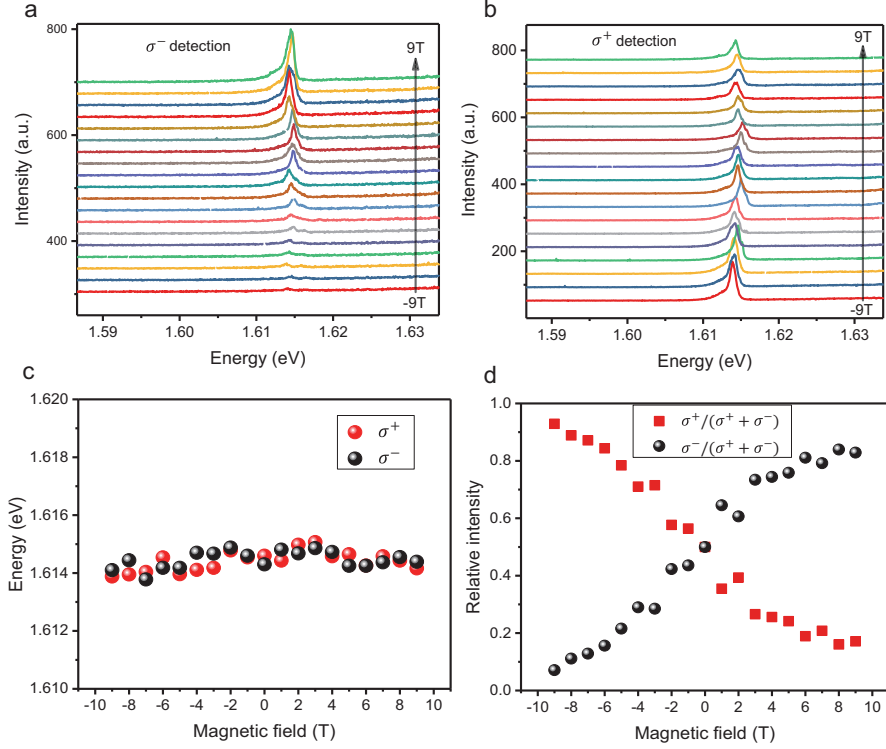 a
σ⁻ detection
9T
-9T
800
600
400
Intensity (a.u.)
1.59 1.60 1.61 1.62 1.63
Energy (eV)
b
σ⁺ detection
9T
-9T
800
600
400
200
Intensity (a.u.)
1.59 1.60 1.61 1.62 1.63
Energy (eV)
c
σ⁺
σ⁻
1.620
1.618
1.616
1.614
1.612
1.610
Energy (eV)
-10 -8 -6 -4 -2 0 2 4 6 8 10
Magnetic field (T)
d
σ⁺/(σ⁺ + σ⁻)
σ⁻/(σ⁺ + σ⁻)
1.0
0.8
0.6
0.4
0.2
0.0
Relative intensity
-10 -8 -6 -4 -2 0 2 4 6 8 10
Magnetic field (T)